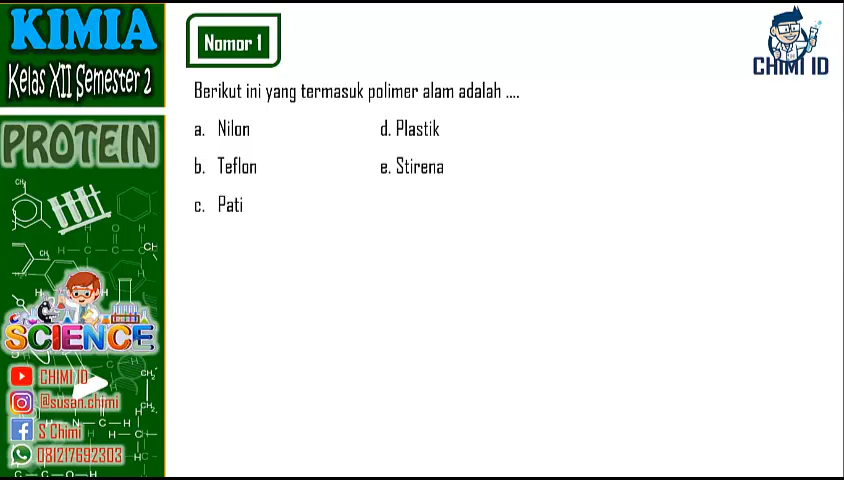 KIMIA
Kelas XII Semester 2
PROTEIN
SCIENCE
CHIMI ID
@susan.chimi
S Chimi
081217692303
Nomor 1
CHIMI ID
Berikut ini yang termasuk polimer alam adalah ....
a. Nilon
d. Plastik
b. Teflon
e. Stirena
c. Pati